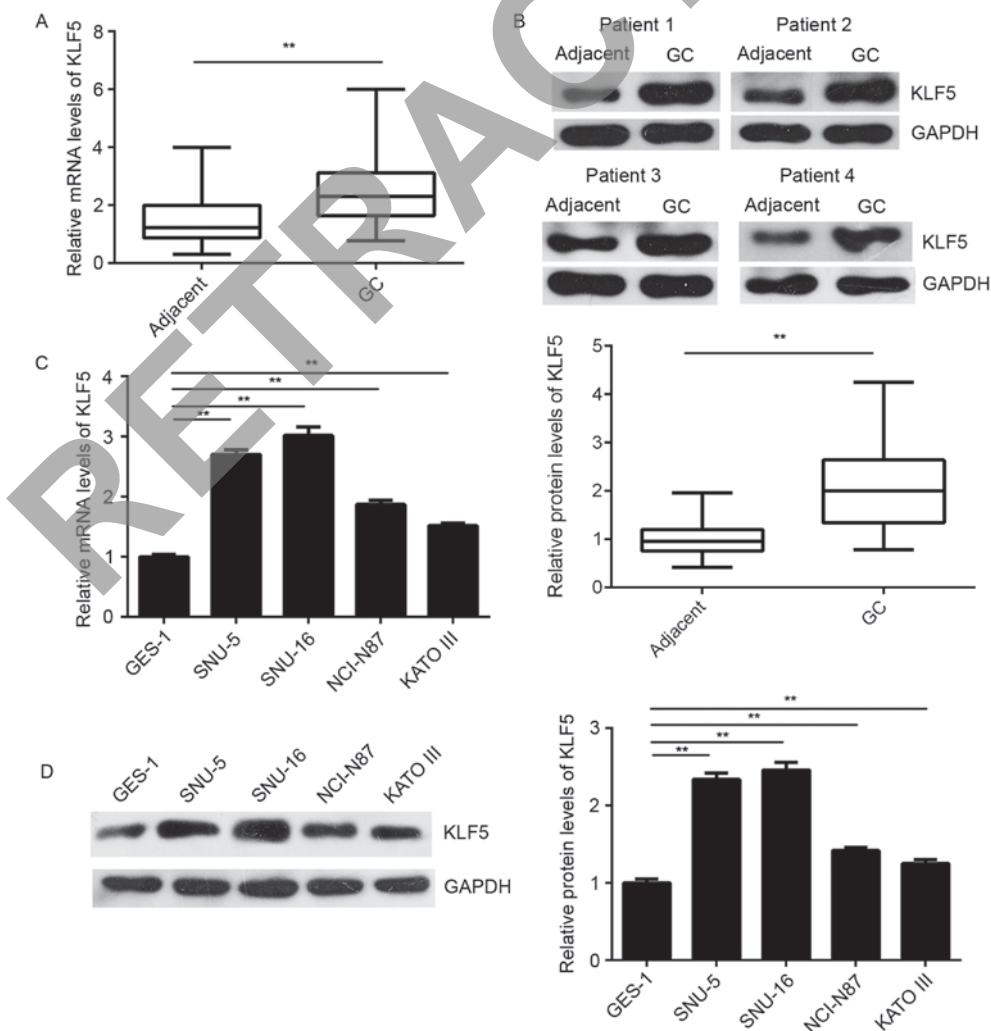 A
Relative mRNA levels of KLF5
8
6
4
2
0
**
Adjacent
GC
B
Patient 1
Adjacent GC
KLF5
GAPDH
Patient 2
Adjacent GC
Patient 3
Adjacent GC
Patient 4
Adjacent GC
KLF5
GAPDH
Relative protein levels of KLF5
5
4
3
2
1
0
**
Adjacent
GC
C
Relative mRNA levels of KLF5
4
3
2
1
0
**
**
**
**
GES-1
SNU-5
SNU-16
NCI-N87
KATO III
D
GES-1
SNU-5
SNU-16
NCI-N87
KATO III
KLF5
GAPDH
Relative protein levels of KLF5
3
2
1
0
**
**
**
**
GES-1
SNU-5
SNU-16
NCI-N87
KATO III
RETRAC